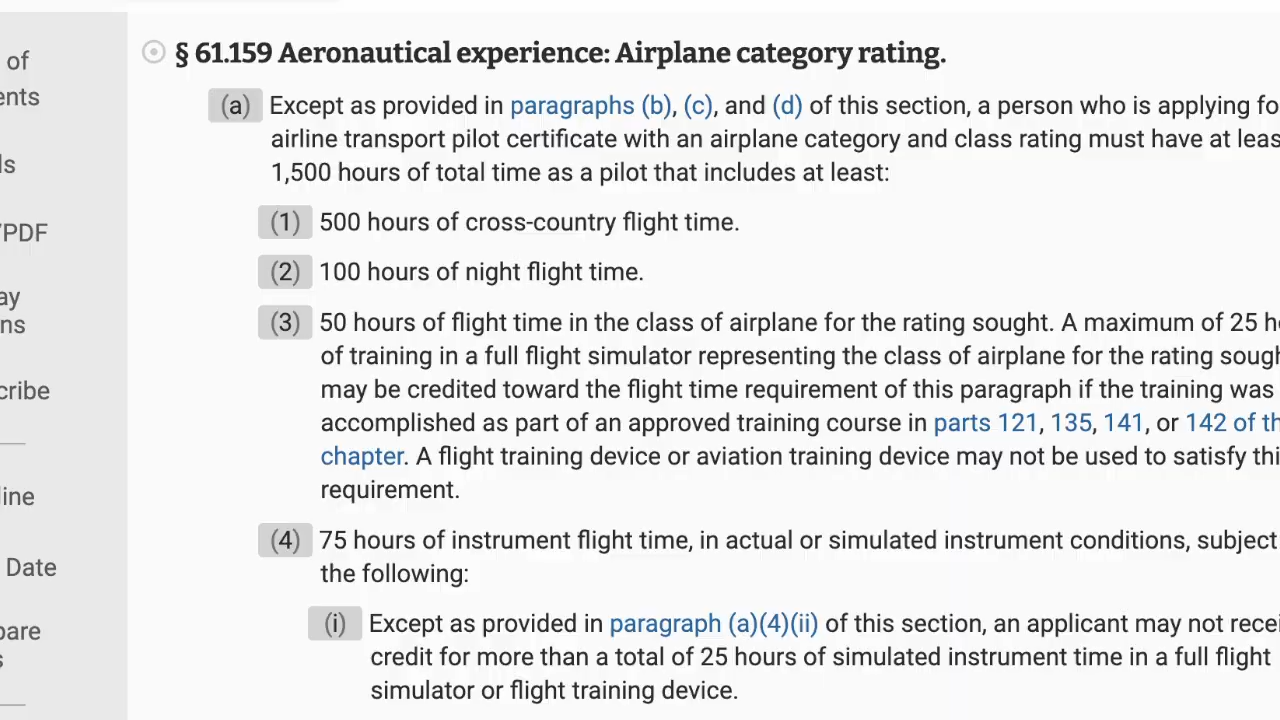 of
ents
ls
/PDF
ay
ns
cribe
line
Date
pare
s
§ 61.159 Aeronautical experience: Airplane category rating.
(a) Except as provided in paragraphs (b), (c), and (d) of this section, a person who is applying fo
airline transport pilot certificate with an airplane category and class rating must have at leas
1,500 hours of total time as a pilot that includes at least:
(1) 500 hours of cross-country flight time.
(2) 100 hours of night flight time.
(3) 50 hours of flight time in the class of airplane for the rating sought. A maximum of 25 h
of training in a full flight simulator representing the class of airplane for the rating sough
may be credited toward the flight time requirement of this paragraph if the training was
accomplished as part of an approved training course in parts 121, 135, 141, or 142 of th
chapter. A flight training device or aviation training device may not be used to satisfy thi
requirement.
(4) 75 hours of instrument flight time, in actual or simulated instrument conditions, subject
the following:
(i) Except as provided in paragraph (a)(4)(ii) of this section, an applicant may not recei
credit for more than a total of 25 hours of simulated instrument time in a full flight
simulator or flight training device.